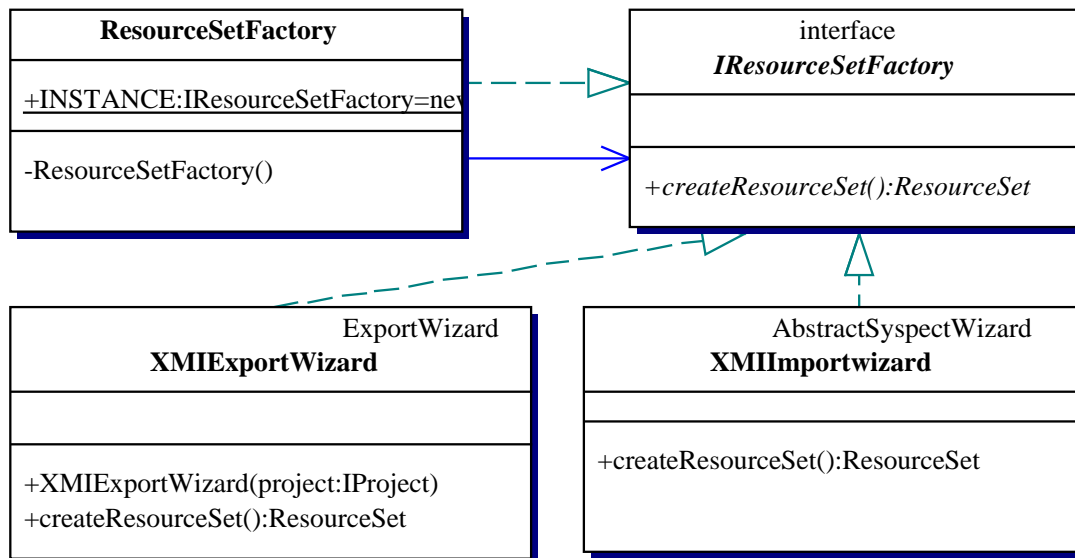 ResourceSetFactory
+INSTANCE:IResourceSetFactory=new
-ResourceSetFactory()
interface
IResourceSetFactory
+createResourceSet():ResourceSet
ExportWizard
XMIExportWizard
+XMIExportWizard(project:IProject)
+createResourceSet():ResourceSet
AbstractSyspectWizard
XMIImportwizard
+createResourceSet():ResourceSet